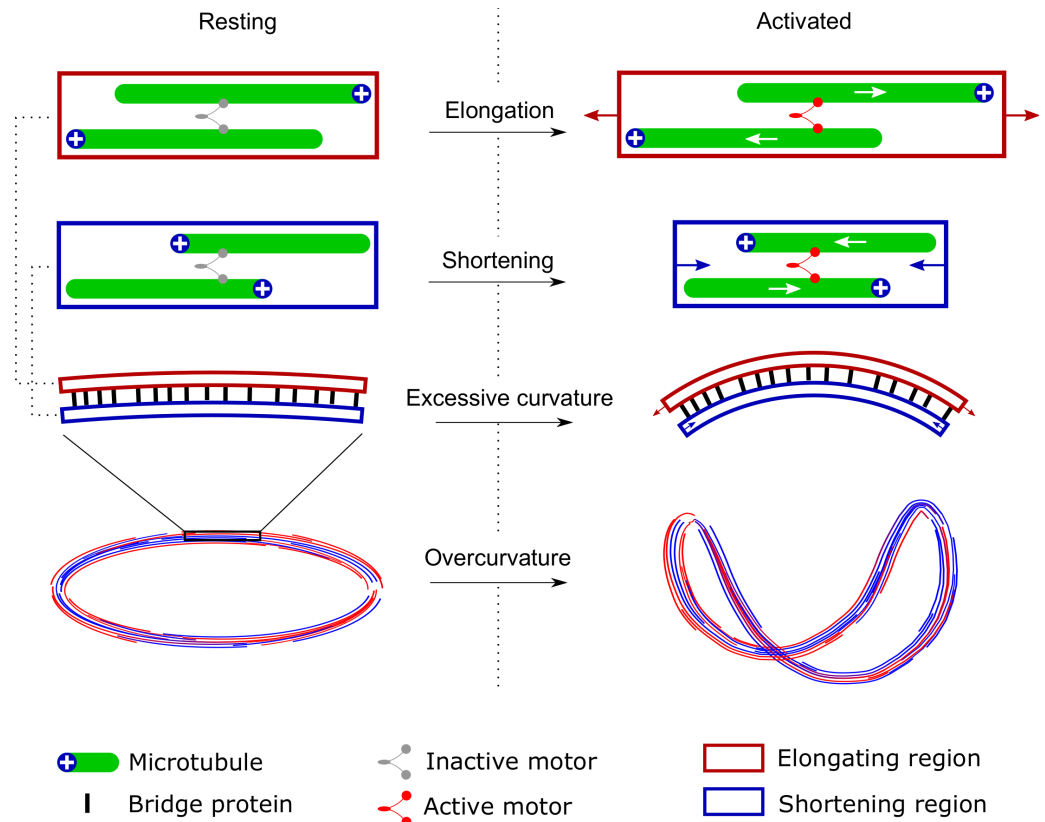 Resting
Activated
Elongation
Shortening
Excessive curvature
Overcurvature
Microtubule
Inactive motor
Elongating region
Bridge protein
Active motor
Shortening region